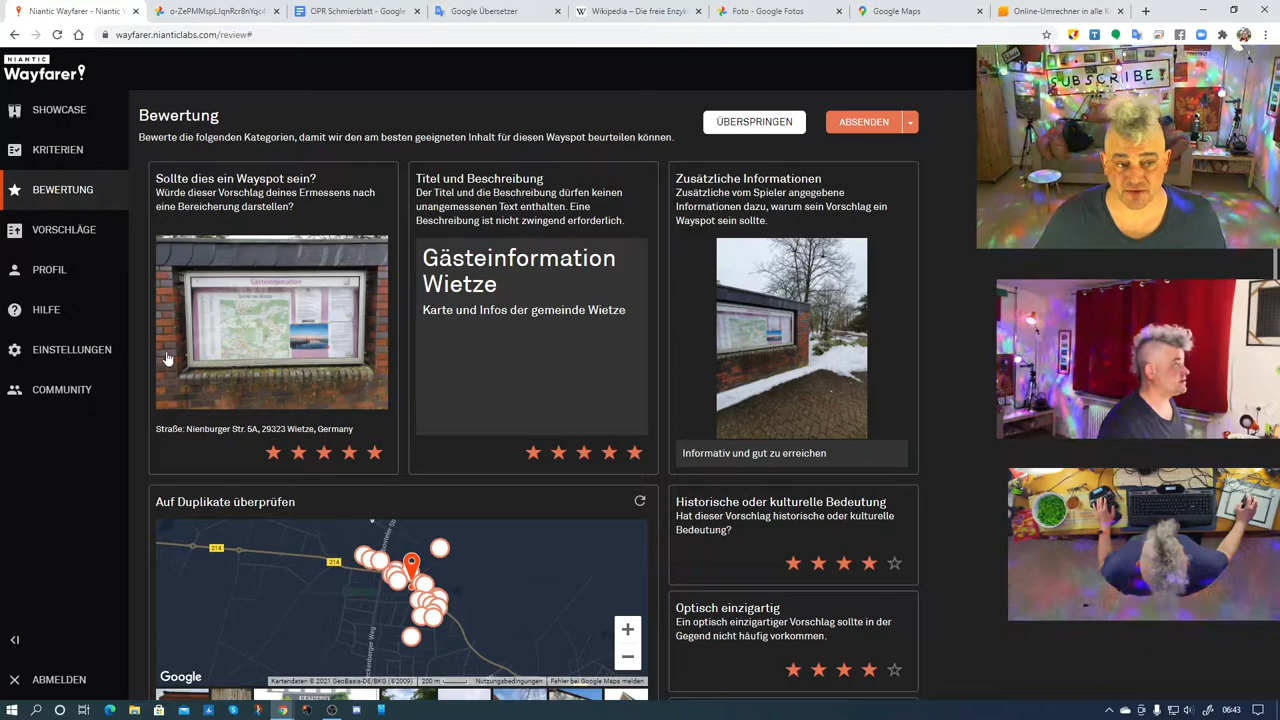 Niantic Wayfarer - Niantic Wayf
o-ZePMMspLJqnRcrBnYqc4
OPR Schmierblatt - Google
Google Übersetzer
Wikipedia – Die freie Enzyk
Foto - Google Fotos
Google Maps
Online-Umrechner in alle
wayfarer.nianticlabs.com/review#
NIANTIC
Wayfarer
SHOWCASE
KRITERIEN
BEWERTUNG
VORSCHLÄGE
PROFIL
HILFE
EINSTELLUNGEN
COMMUNITY
ABMELDEN
Bewertung
Bewerte die folgenden Kategorien, damit wir den am besten geeigneten Inhalt für diesen Wayspot beurteilen können.
ÜBERSPRINGEN
ABSENDEN
Sollte dies ein Wayspot sein?
Würde dieser Vorschlag deines Ermessens nach
eine Bereicherung darstellen?
Gästeinformation
Straße: Nienburger Str. 5A, 29323 Wietze, Germany
Titel und Beschreibung
Der Titel und die Beschreibung dürfen keinen
unangemessenen Text enthalten. Eine
Beschreibung ist nicht zwingend erforderlich.
Gästeinformation
Wietze
Karte und Infos der gemeinde Wietze
Zusätzliche Informationen
Zusätzliche vom Spieler angegebene
Informationen dazu, warum sein Vorschlag ein
Wayspot sein sollte.
Informativ und gut zu erreichen
Auf Duplikate überprüfen
214
214
Google
Kartendaten © 2021 GeoBasis-DE/BKG (©2009)
200 m
Nutzungsbedingungen
Fehler bei Google Maps melden
Historische oder kulturelle Bedeutung
Hat dieser Vorschlag historische oder kulturelle
Bedeutung?
Optisch einzigartig
Ein optisch einzigartiger Vorschlag sollte in der
Gegend nicht häufig vorkommen.
SUBSCRIBE!
06:43